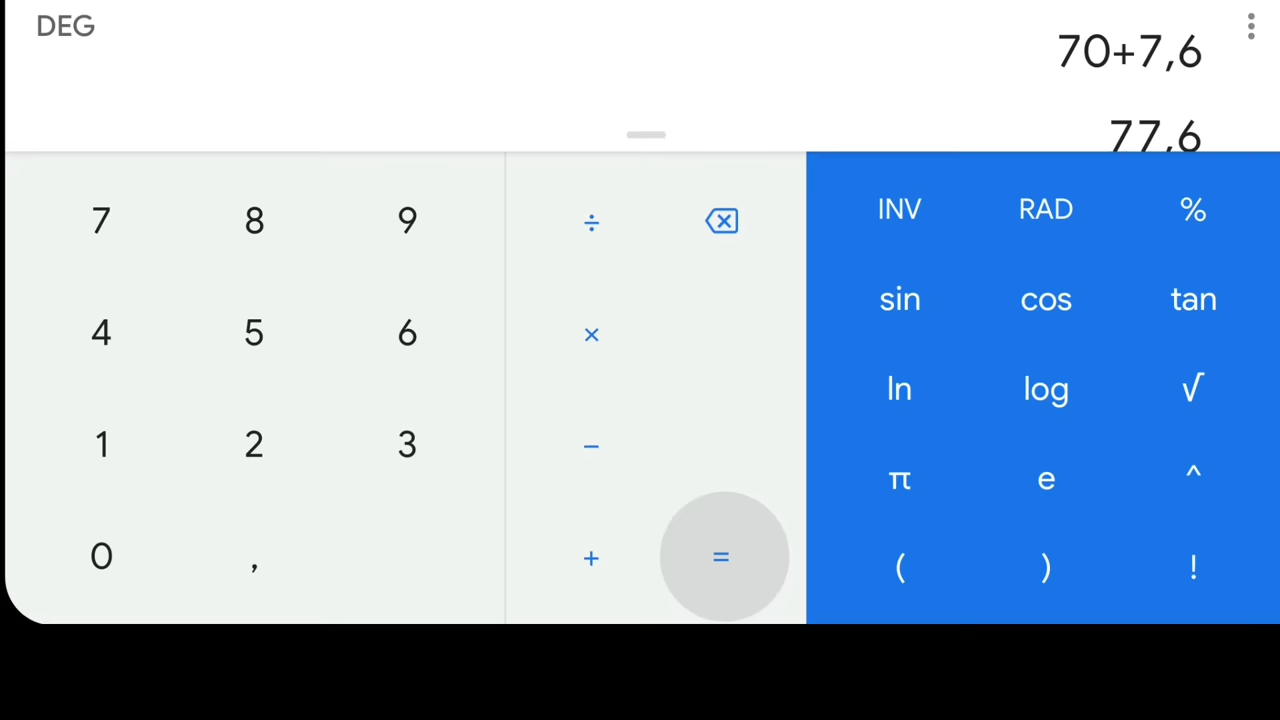 DEG
70+7,6
77,6
7 8 9 ÷
4 5 6 ×
1 2 3 −
0 , + =
INV RAD %
sin cos tan
ln log √
π e ^
( ) !